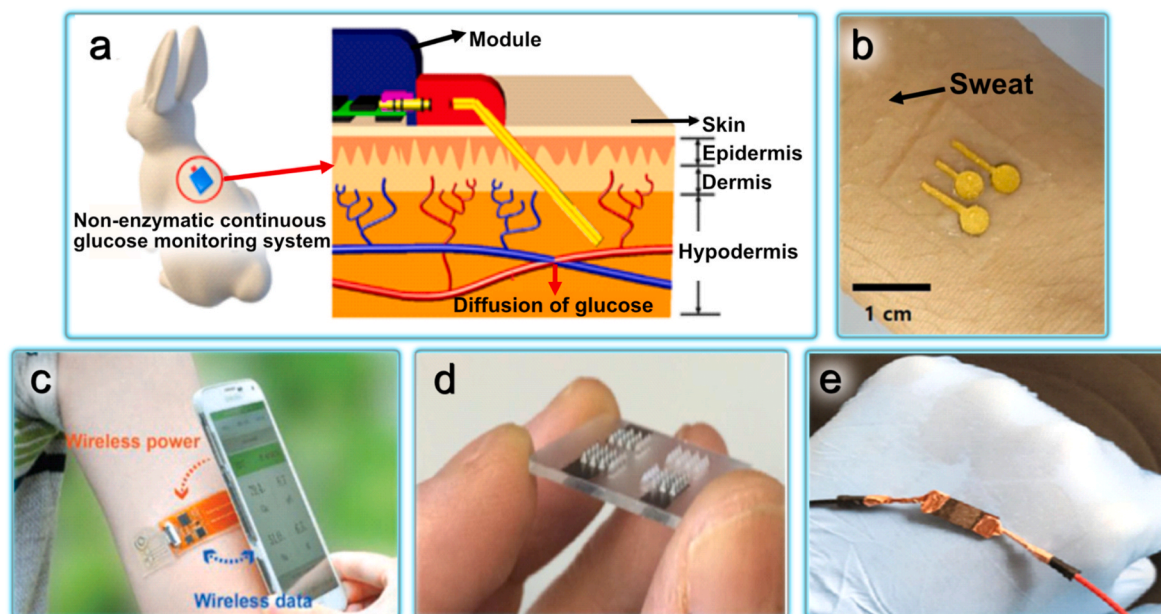 a
Module
Skin
Epidermis
Dermis
Hypodermis
Non-enzymatic continuous
glucose monitoring system
Diffusion of glucose
b
Sweat
1 cm
c
Wireless power
Wireless data
d
e